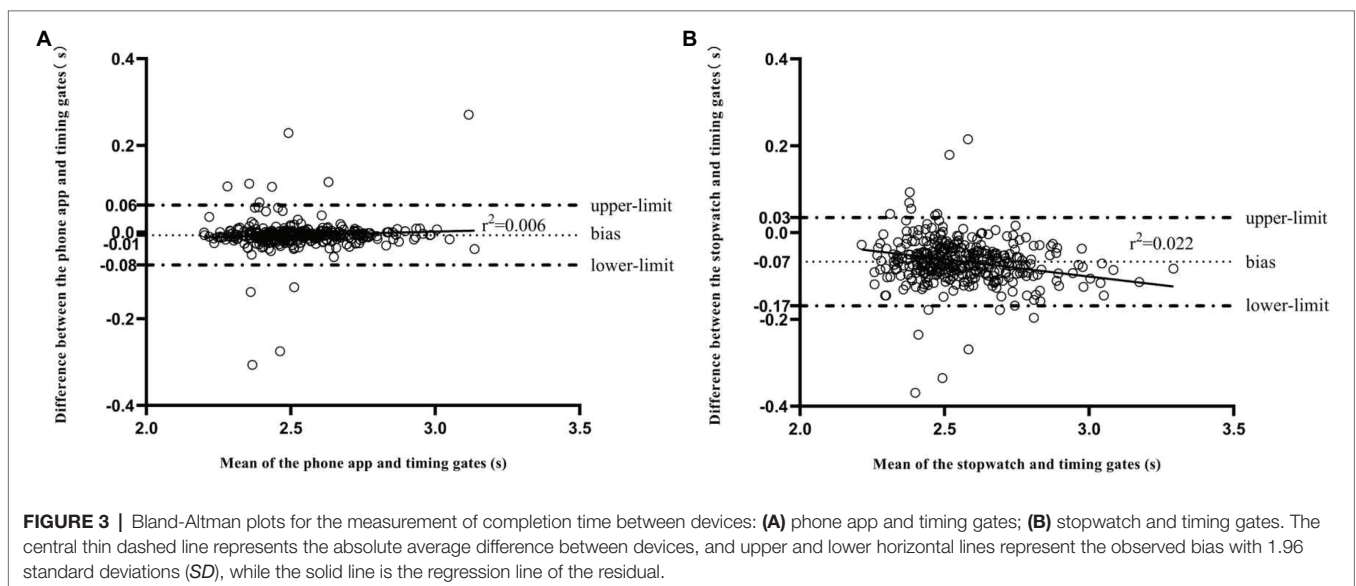 A
Difference between the phone app and timing gates( s)
0.4
0.2
0.06
0.0
-0.01
-0.08
-0.2
-0.4
upper-limit
r²=0.006
bias
lower-limit
2.0 2.5 3.0 3.5
Mean of the phone app and timing gates (s)
B
Difference between the stopwatch and timing gates( s)
0.4
0.2
0.03
0.0
-0.07
-0.17
-0.2
-0.4
upper-limit
r²=0.022
bias
lower-limit
2.0 2.5 3.0 3.5
Mean of the stopwatch and timing gates (s)
FIGURE 3 | Bland-Altman plots for the measurement of completion time between devices: (A) phone app and timing gates; (B) stopwatch and timing gates. The
central thin dashed line represents the absolute average difference between devices, and upper and lower horizontal lines represent the observed bias with 1.96
standard deviations (SD), while the solid line is the regression line of the residual.